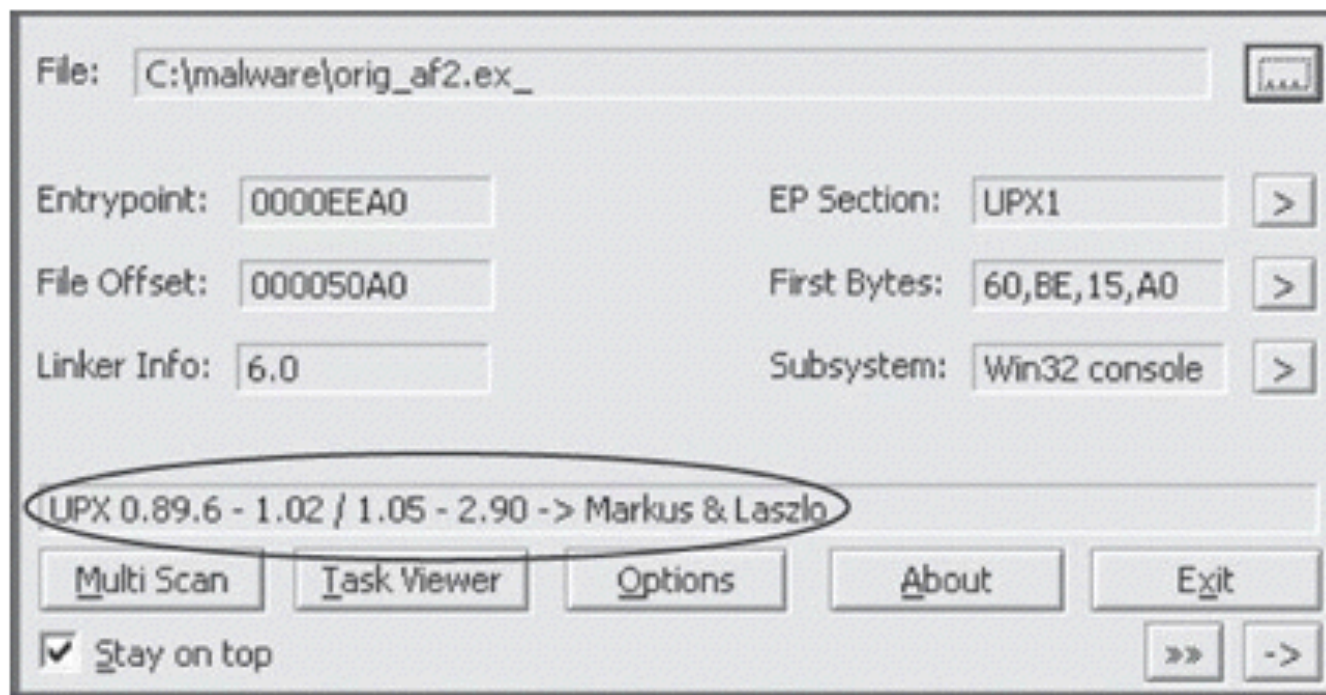 File: C:\malware\orig_af2.ex_ ...
Entrypoint: 0000EEA0 EP Section: UPX1 >
File Offset: 000050A0 First Bytes: 60,BE,15,A0 >
Linker Info: 6.0 Subsystem: Win32 console >
UPX 0.89.6 - 1.02 / 1.05 - 2.90 -> Markus & Laszlo
Multi Scan Task Viewer Options About Exit
Stay on top »» ->